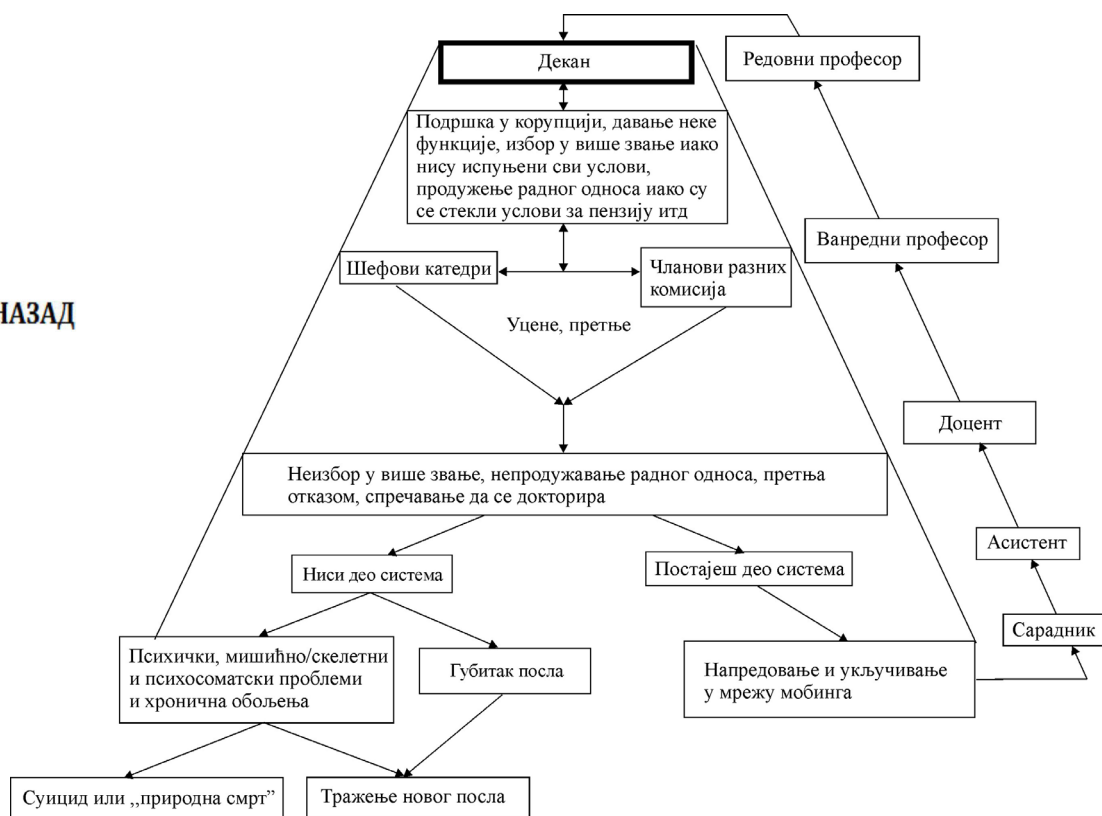 Декан
Редовни професор
Подршка у корупцији, давање неке
функције, избор у више звање иако
нису испуњени сви услови,
продужење радног односа иако су
се стекли услови за пензију итд
Ванредни професор
Шефови катедри
Чланови разних
комисија
НАЗАД
Уцене, претње
Доцент
Неизбор у више звање, непродужавање радног односа, претња
отказом, спречавање да се докторира
Асистент
Ниси део система
Постајеш део система
Сарадник
Психички, мишићно/скелетни
и психосоматски проблеми
и хронична обољења
Губитак посла
Напредовање и укључивање
у мрежу мобинга
Суицид или ,,природна смрт”
Тражење новог посла